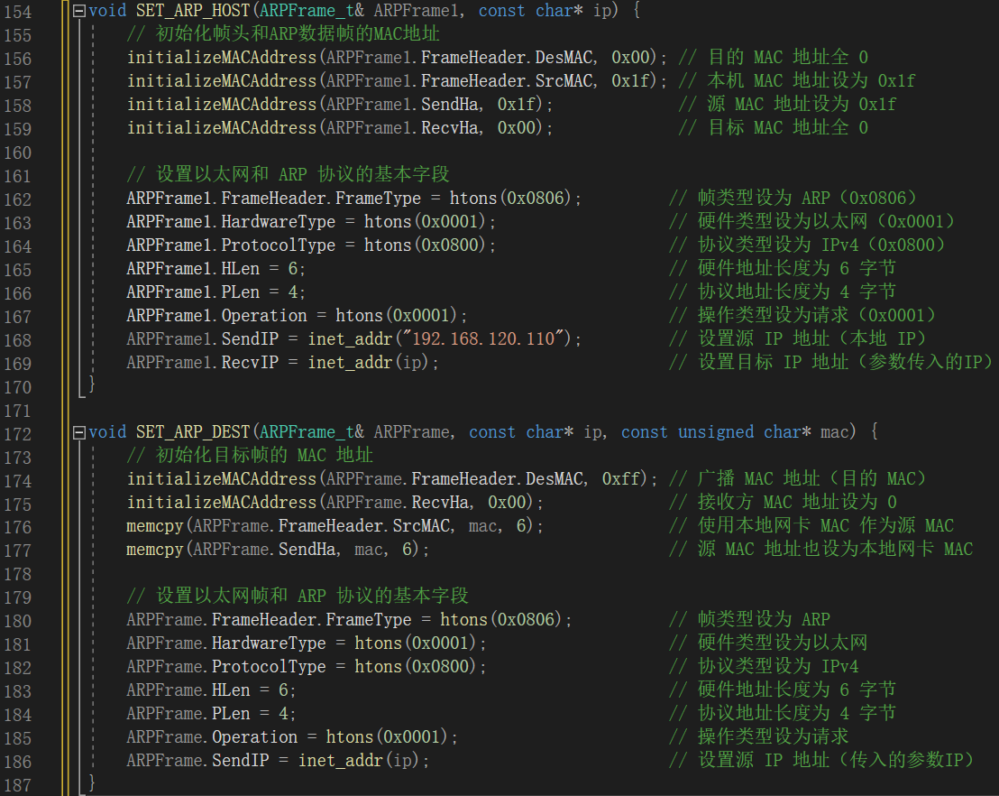 154 void SET_ARP_HOST(ARPFrame_t& ARPFrame1, const char* ip) {
155 // 初始化帧头和ARP数据帧的MAC地址
156 initializeMACAddress(ARPFrame1.FrameHeader.DesMAC, 0x00); // 目的 MAC 地址全 0
157 initializeMACAddress(ARPFrame1.FrameHeader.SrcMAC, 0x1f); // 本机 MAC 地址设为 0x1f
158 initializeMACAddress(ARPFrame1.SendHa, 0x1f); // 源 MAC 地址设为 0x1f
159 initializeMACAddress(ARPFrame1.RecvHa, 0x00); // 目标 MAC 地址全 0
160
161 // 设置以太网和 ARP 协议的基本字段
162 ARPFrame1.FrameHeader.FrameType = htons(0x0806); // 帧类型设为 ARP（0x0806）
163 ARPFrame1.HardwareType = htons(0x0001); // 硬件类型设为以太网（0x0001）
164 ARPFrame1.ProtocolType = htons(0x0800); // 协议类型设为 IPv4（0x0800）
165 ARPFrame1.HLen = 6; // 硬件地址长度为 6 字节
166 ARPFrame1.PLen = 4; // 协议地址长度为 4 字节
167 ARPFrame1.Operation = htons(0x0001); // 操作类型设为请求（0x0001）
168 ARPFrame1.SendIP = inet_addr("192.168.120.110"); // 设置源 IP 地址（本地 IP）
169 ARPFrame1.RecvIP = inet_addr(ip); // 设置目标 IP 地址（参数传入的IP）
170 }
171
172 void SET_ARP_DEST(ARPFrame_t& ARPFrame, const char* ip, const unsigned char* mac) {
173 // 初始化目标帧的 MAC 地址
174 initializeMACAddress(ARPFrame.FrameHeader.DesMAC, 0xff); // 广播 MAC 地址（目的 MAC）
175 initializeMACAddress(ARPFrame.RecvHa, 0x00); // 接收方 MAC 地址设为 0
176 memcpy(ARPFrame.FrameHeader.SrcMAC, mac, 6); // 使用本地网卡 MAC 作为源 MAC
177 memcpy(ARPFrame.SendHa, mac, 6); // 源 MAC 地址也设为本地网卡 MAC
178
179 // 设置以太网帧和 ARP 协议的基本字段
180 ARPFrame.FrameHeader.FrameType = htons(0x0806); // 帧类型设为 ARP
181 ARPFrame.HardwareType = htons(0x0001); // 硬件类型设为以太网
182 ARPFrame.ProtocolType = htons(0x0800); // 协议类型设为 IPv4
183 ARPFrame.HLen = 6; // 硬件地址长度为 6 字节
184 ARPFrame.PLen = 4; // 协议地址长度为 4 字节
185 ARPFrame.Operation = htons(0x0001); // 操作类型设为请求
186 ARPFrame.SendIP = inet_addr(ip); // 设置源 IP 地址（传入的参数IP）
187 }